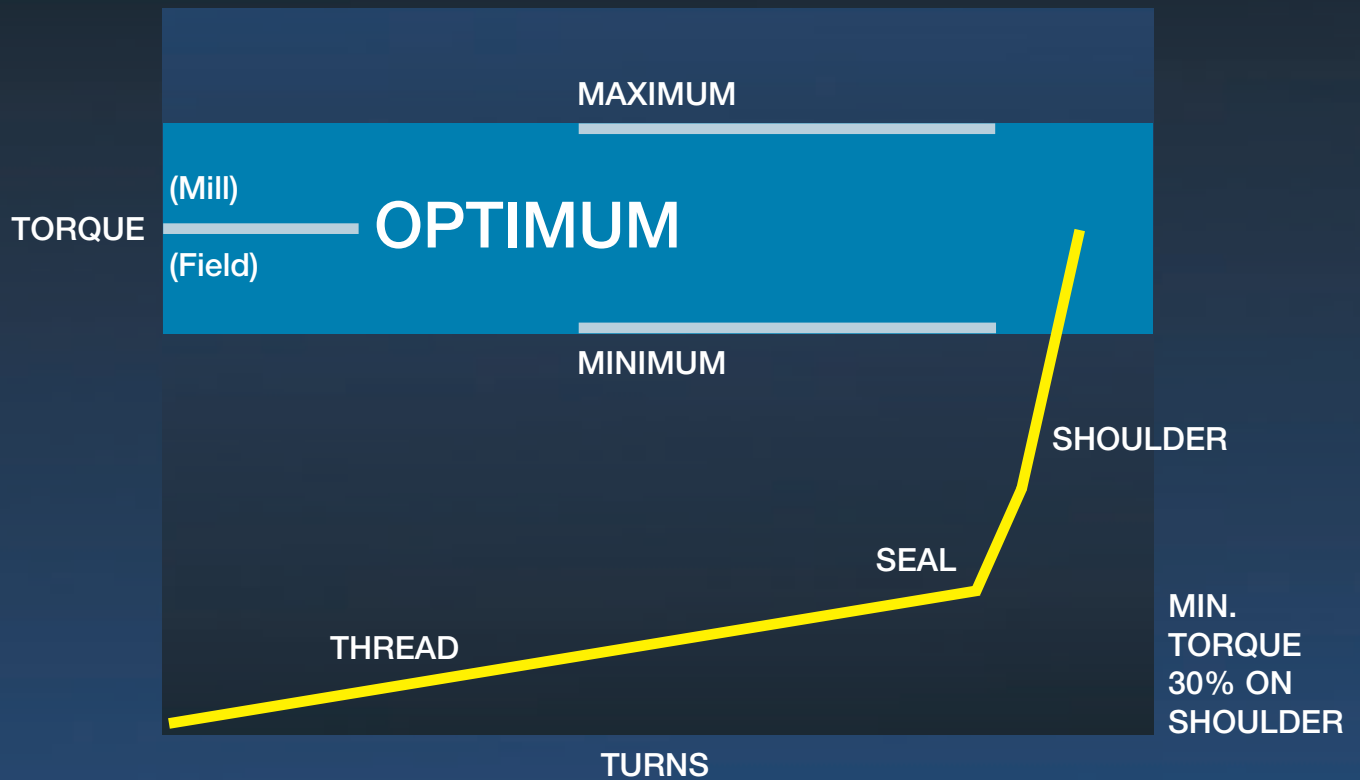 MAXIMUM
(Mill)
TORQUE
OPTIMUM
(Field)
MINIMUM
SHOULDER
SEAL
THREAD
MIN.
TORQUE
30% ON
SHOULDER
TURNS